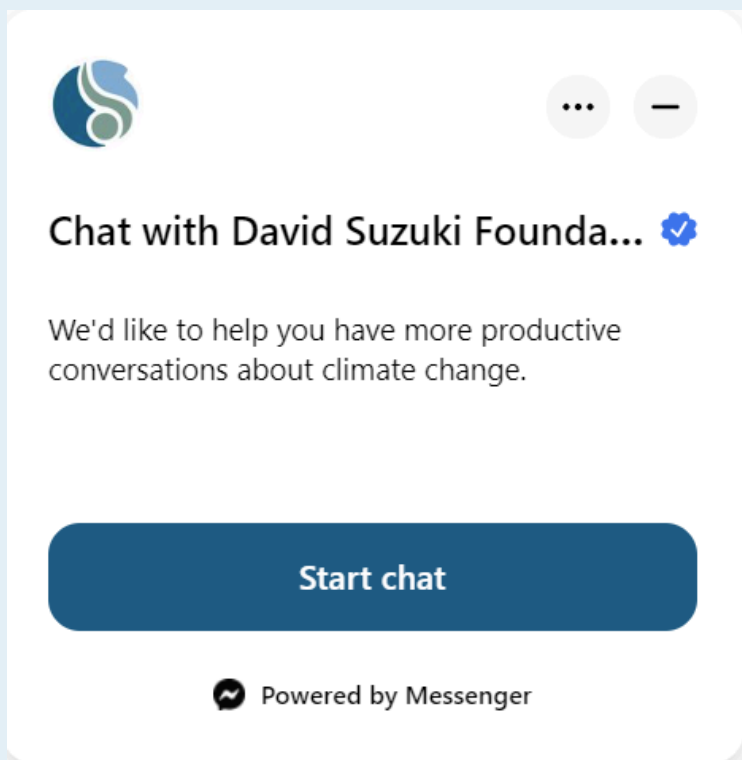 Chat with David Suzuki Founda...
We'd like to help you have more productive
conversations about climate change.
Start chat
Powered by Messenger